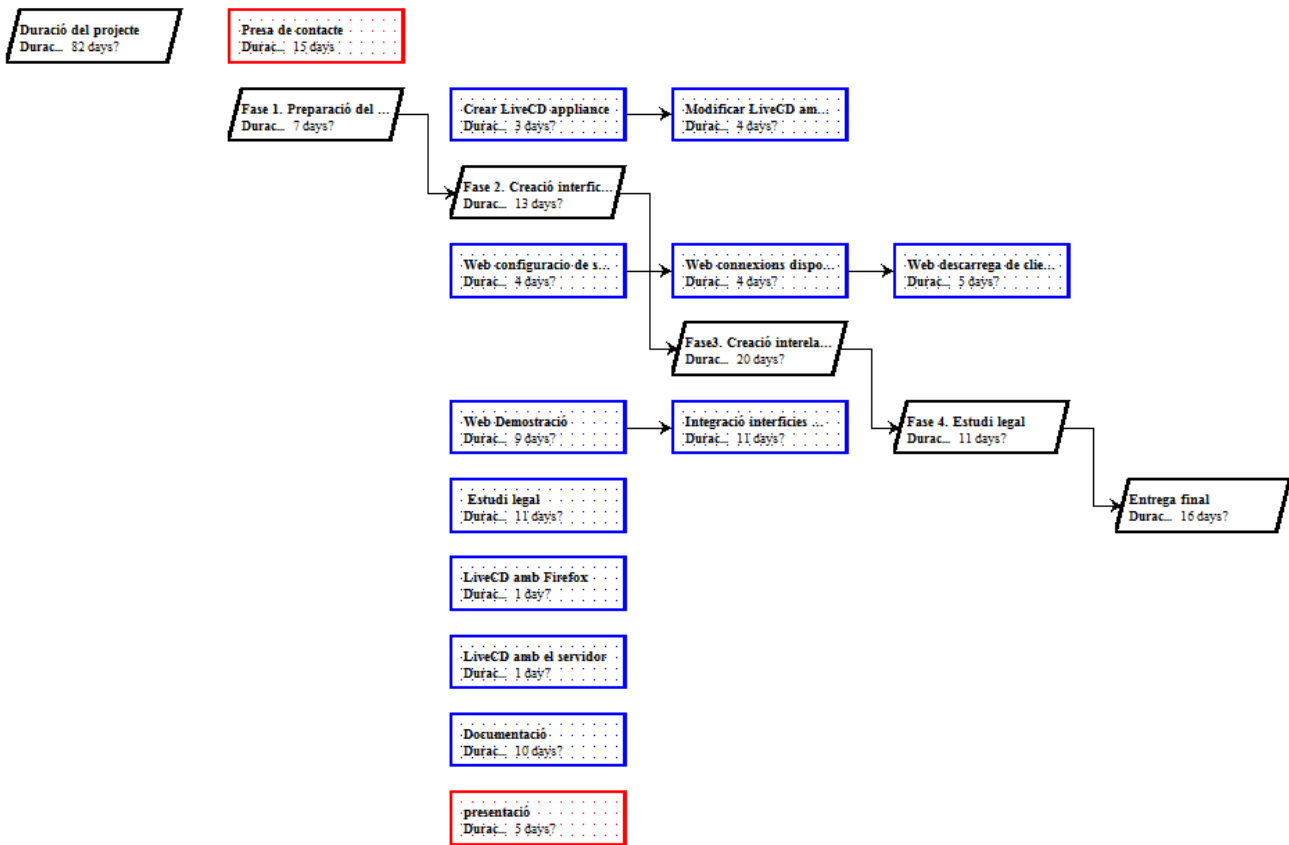 Duració del projecte
Durac... 82 days?
Presa de contacte
Durac... 15 days
Fase 1. Preparació del ...
Durac... 7 days?
Crear LiveCD appliance
Durac... 3 days?
Modificar LiveCD am...
Durac... 4 days?
Fase 2. Creació interfic...
Durac... 13 days?
Web configuracio de s...
Durac... 4 days?
Web connexions dispo...
Durac... 4 days?
Web descarrega de clie...
Durac... 5 days?
Fase3. Creació interela...
Durac... 20 days?
Web Demostració
Durac... 9 days?
Integració interfícies ...
Durac... 11 days?
Fase 4. Estudi legal
Durac... 11 days?
Estudi legal
Durac... 11 days?
Entrega final
Durac... 16 days?
LiveCD amb Firefox
Durac... 1 day?
LiveCD amb el servidor
Durac... 1 day?
Documentació
Durac... 10 days?
presentació
Durac... 5 days?